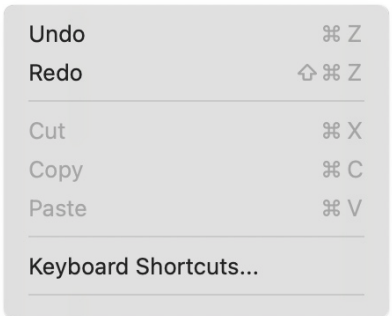 Undo ⌘ Z
Redo ⇧ ⌘ Z
Cut ⌘ X
Copy ⌘ C
Paste ⌘ V
Keyboard Shortcuts...